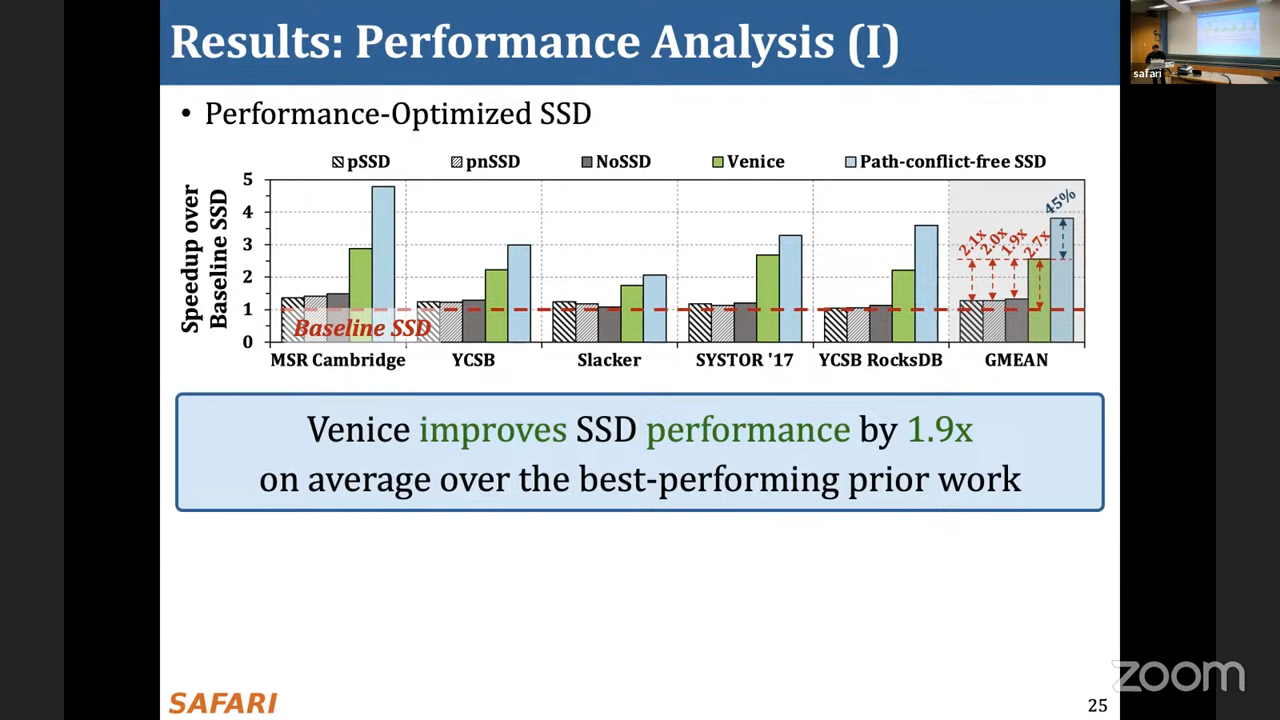 Results: Performance Analysis (I)
safari
• Performance-Optimized SSD
pSSD pnSSD NoSSD Venice Path-conflict-free SSD
Speedup over
Baseline SSD
5
4
3
2
1
0
2.1x 2.0x 1.9x 2.7x 45%
Baseline SSD
MSR Cambridge YCSB Slacker SYSTOR '17 YCSB RocksDB GMEAN
Venice improves SSD performance by 1.9x
on average over the best-performing prior work
zoom
SAFARI
25